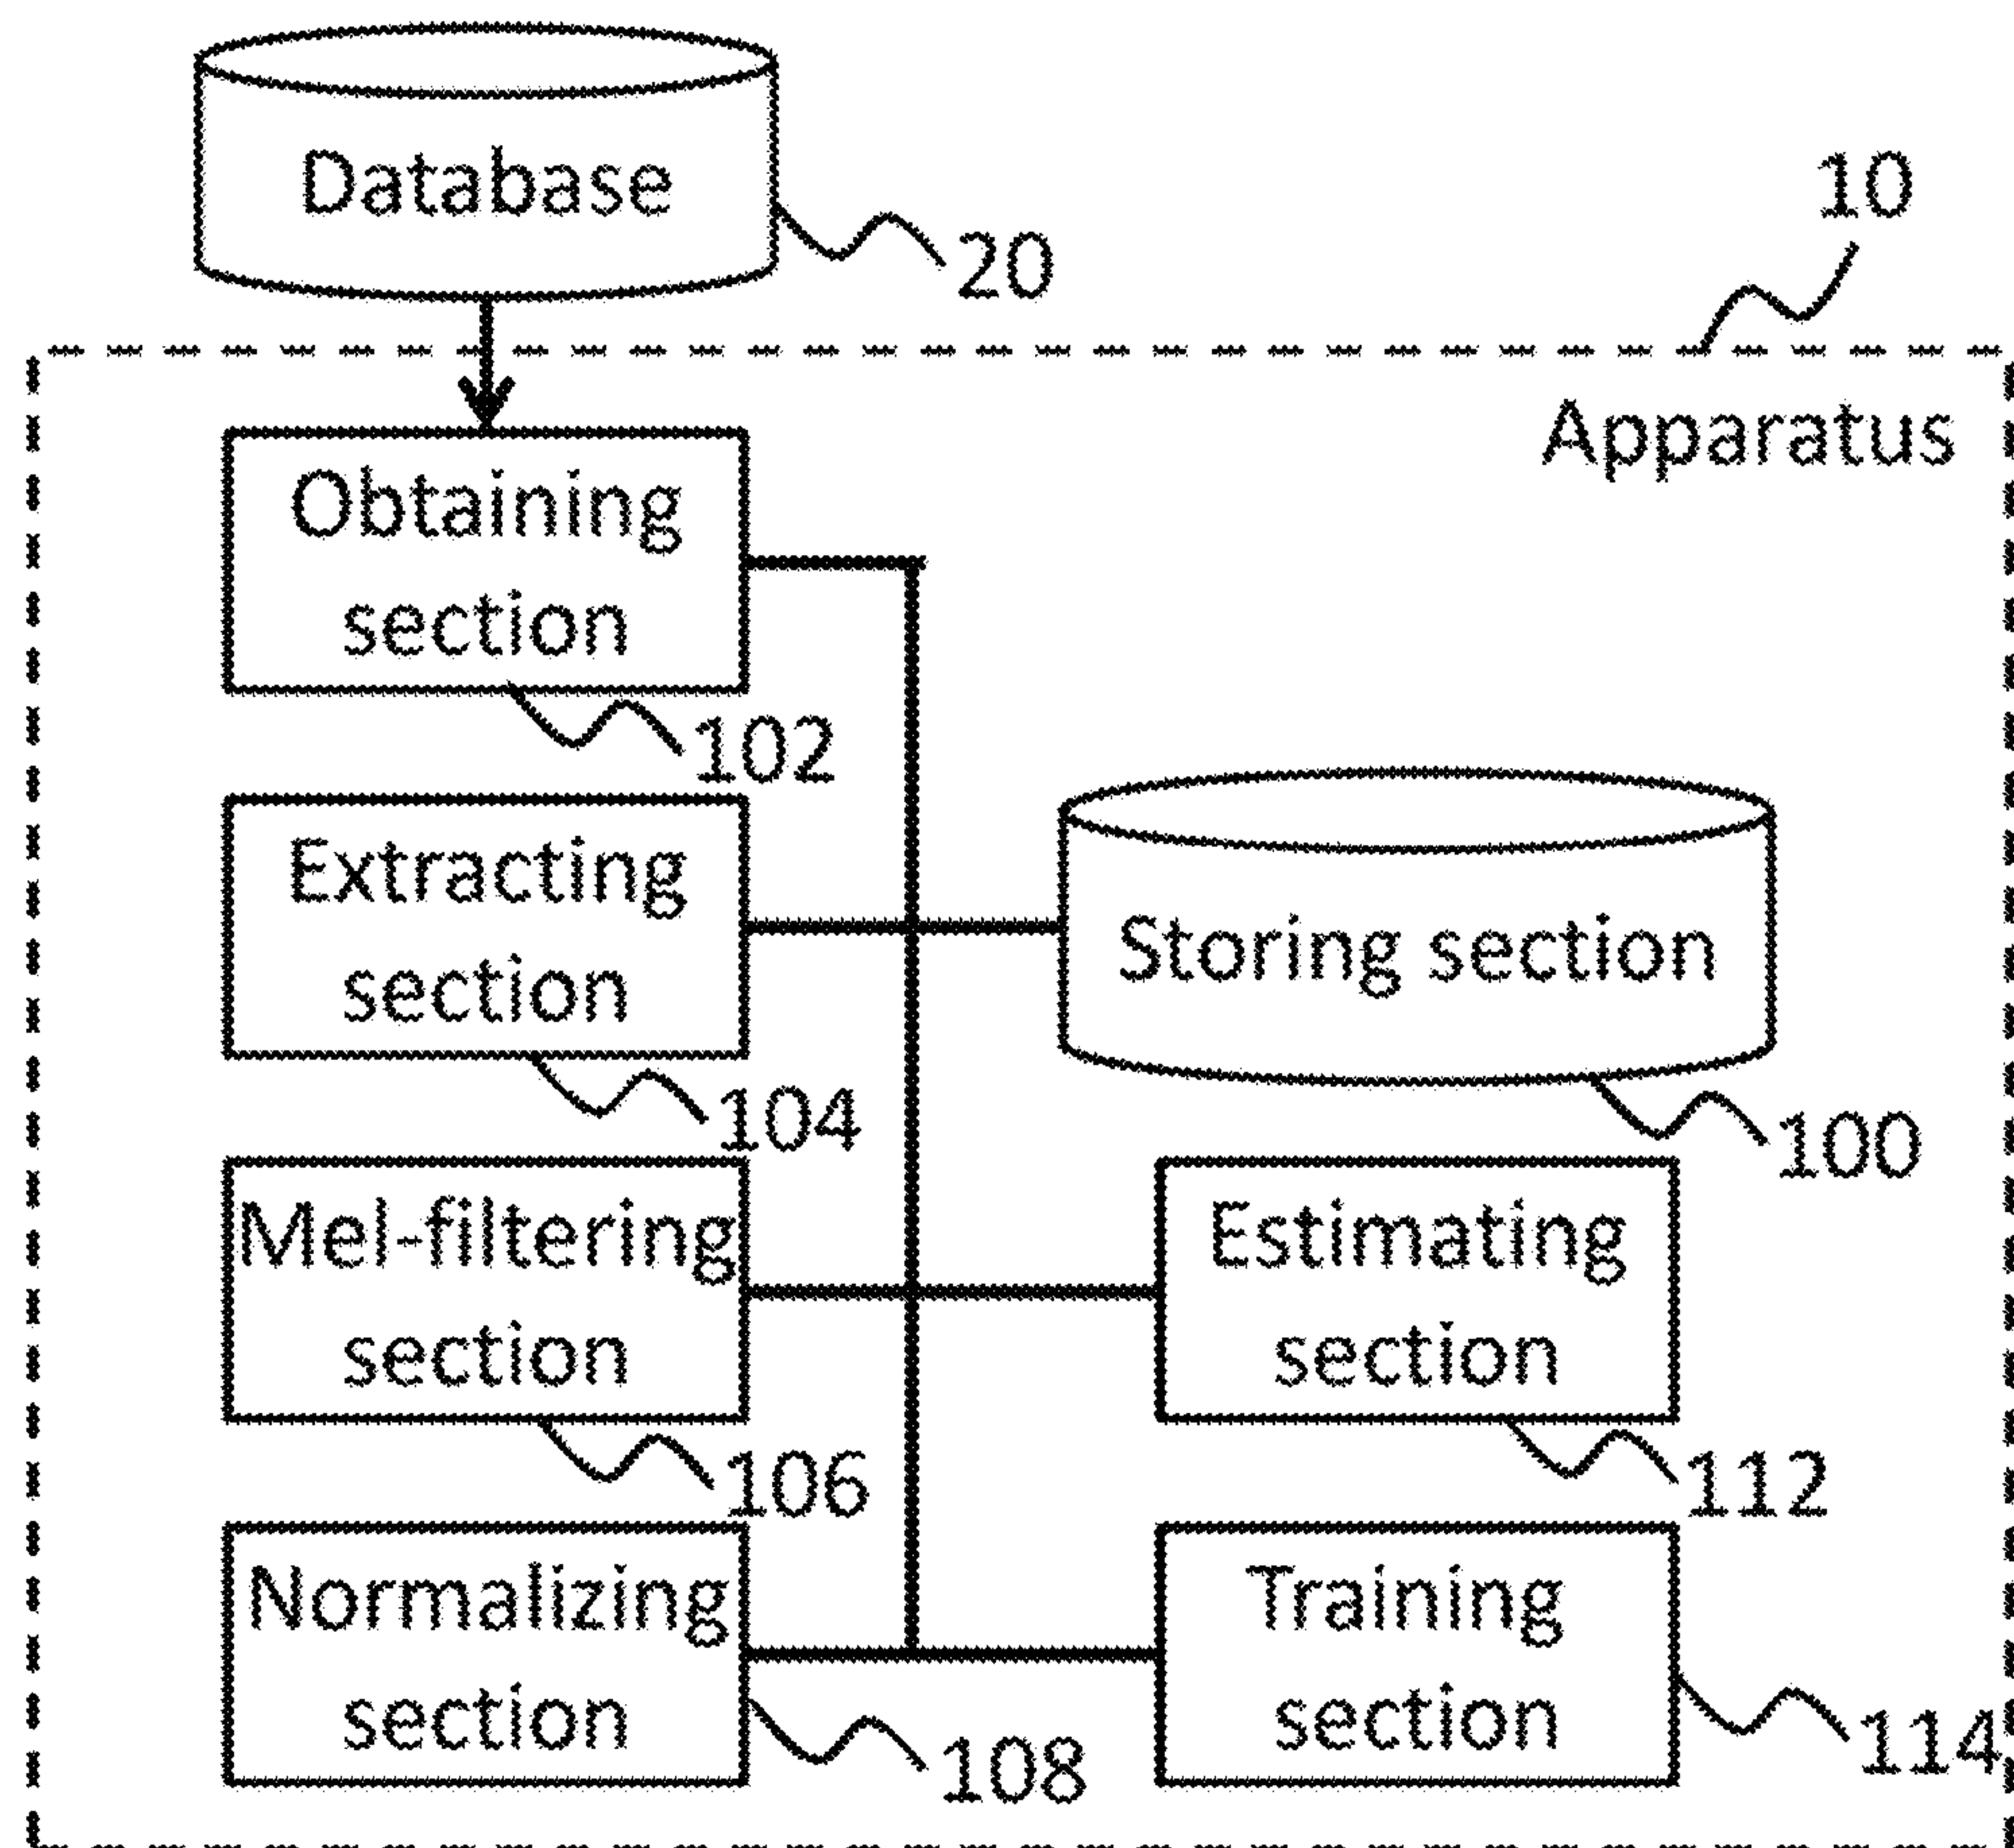 Database
20
10
Apparatus
Obtaining
section
102
Extracting
section
104
Storing section
100
Mel-filtering
section
106
Estimating
section
112
Normalizing
section
108
Training
section
114